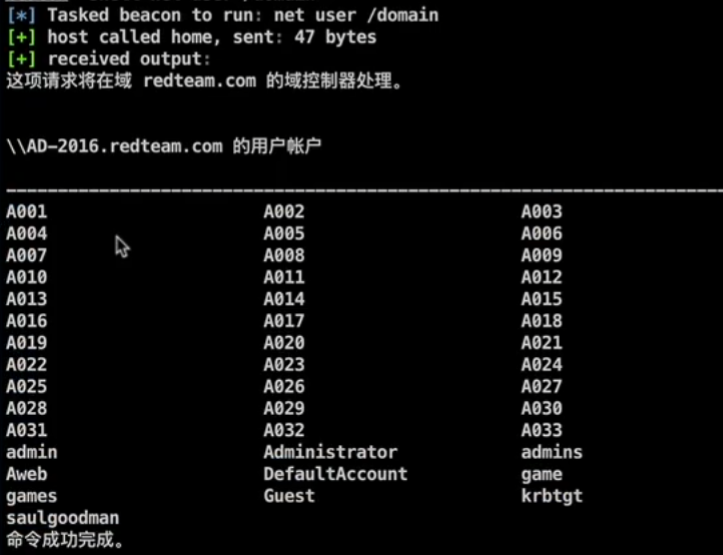 [*] Tasked beacon to run: net user /domain
[+] host called home, sent: 47 bytes
[+] received output:
这项请求将在域 redteam.com 的域控制器处理。
\\AD-2016.redteam.com 的用户帐户
-------------------------------------------------------------------------------
A001 A002 A003
A004 A005 A006
A007 A008 A009
A010 A011 A012
A013 A014 A015
A016 A017 A018
A019 A020 A021
A022 A023 A024
A025 A026 A027
A028 A029 A030
A031 A032 A033
admin Administrator admins
Aweb DefaultAccount game
games Guest krbtgt
saulgoodman
命令成功完成。